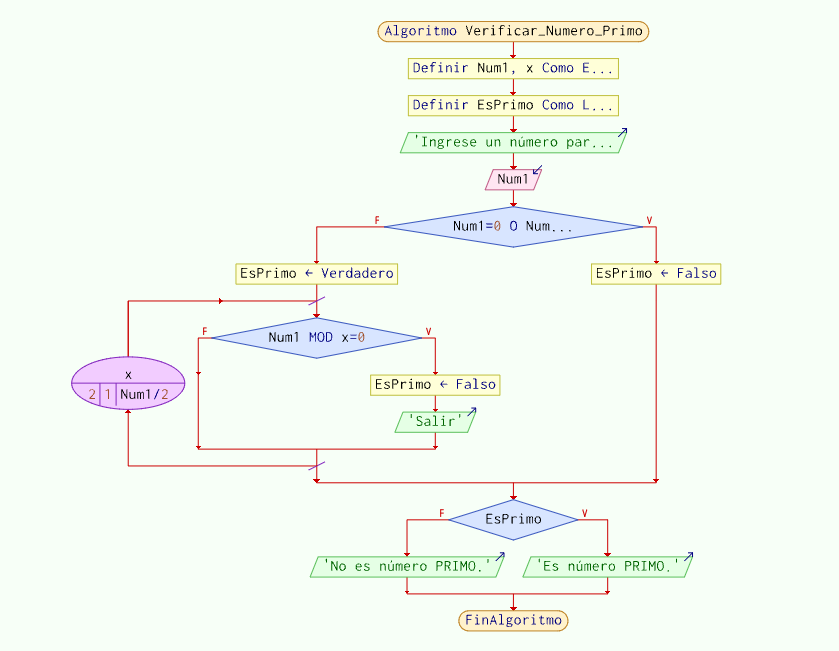 Algoritmo Verificar_Numero_Primo
Definir Num1, x Como E...
Definir EsPrimo Como L...
'Ingrese un número par...
Num1
F
Num1=0 O Num...
V
EsPrimo ← Verdadero
EsPrimo ← Falso
F
Num1 MOD x=0
V
x
2 1 Num1/2
EsPrimo ← Falso
'Salir'
F
EsPrimo
V
'No es número PRIMO.'
'Es número PRIMO.'
FinAlgoritmo